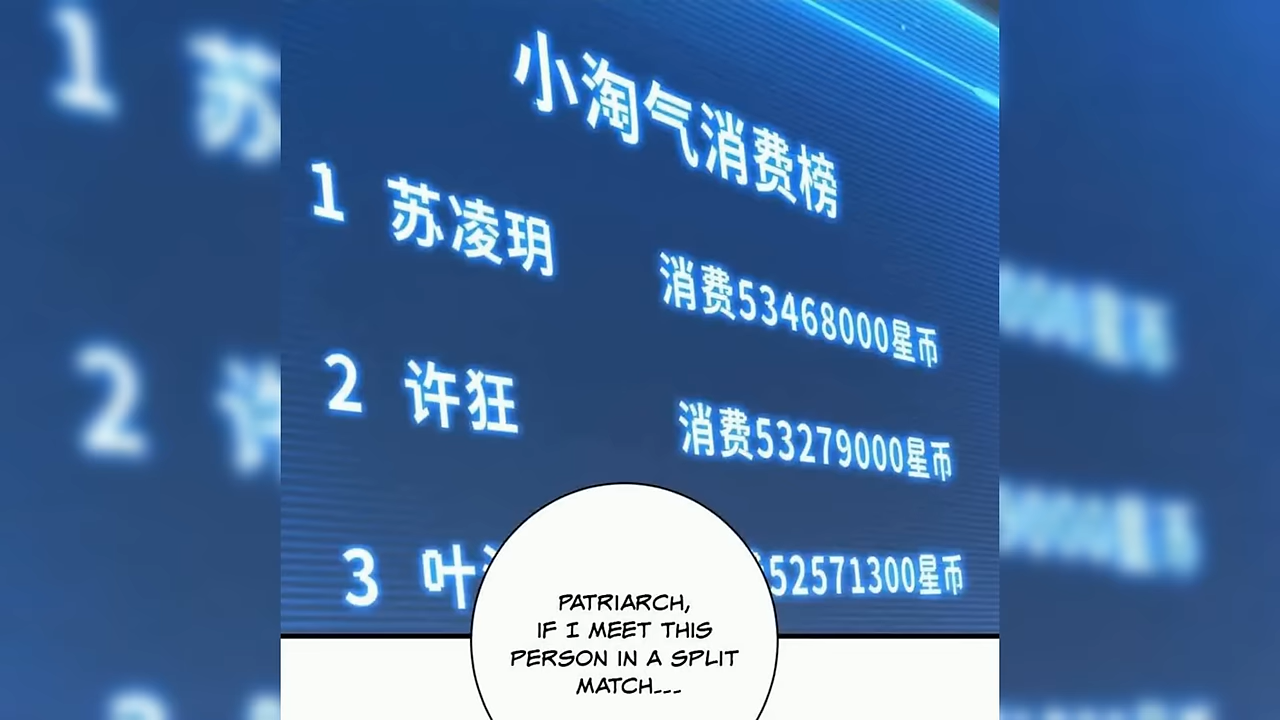 小淘气消费榜
1 苏凌玥
消费53468000星币
2 许狂
消费53279000星币
3 叶
52571300星币
PATRIARCH,
IF I MEET THIS
PERSON IN A SPLIT
MATCH---